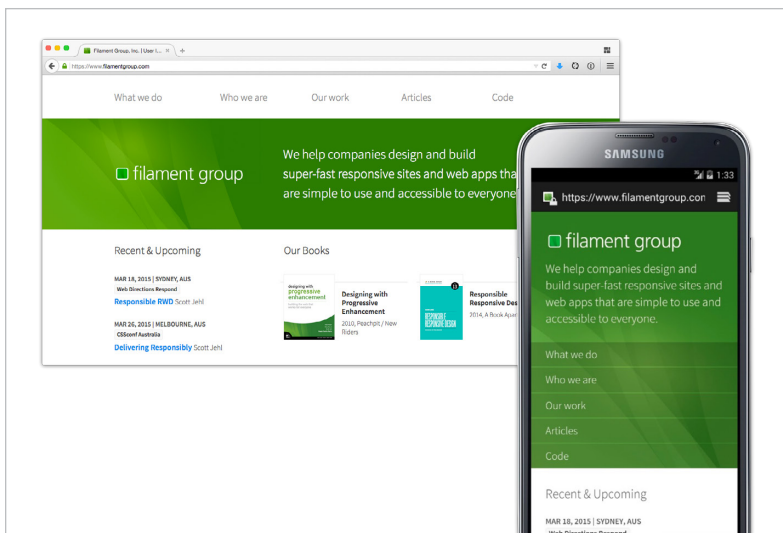 Filament Group, Inc. | User I... × +
https://www.filamentgroup.com
What we do Who we are Our work Articles Code
filament group
We help companies design and build
super-fast responsive sites and web apps tha
are simple to use and accessible to everyone
Recent & Upcoming
MAR 18, 2015 | SYDNEY, AUS
Web Directions Respond
Responsible RWD Scott Jehl
MAR 26, 2015 | MELBOURNE, AUS
CSSconf Australia
Delivering Responsibly Scott Jehl
Our Books
designing with
progressive
enhancement
Designing with
Progressive
Enhancement
2010, Peachpit / New
Riders
RESPONSIBLE
RESPONSIVE DESIGN
Responsible
Responsive Des
2014, A Book Apar
SAMSUNG
1:33
https://www.filamentgroup.con
filament group
We help companies design and
build super-fast responsive sites and
web apps that are simple to use and
accessible to everyone.
What we do
Who we are
Our work
Articles
Code
Recent & Upcoming
MAR 18, 2015 | SYDNEY, AUS
Web Directions Respond